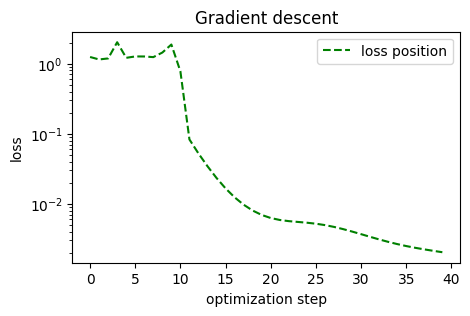 Gradient descent
loss position
10⁰
10⁻¹
10⁻²
loss
0 5 10 15 20 25 30 35 40
optimization step